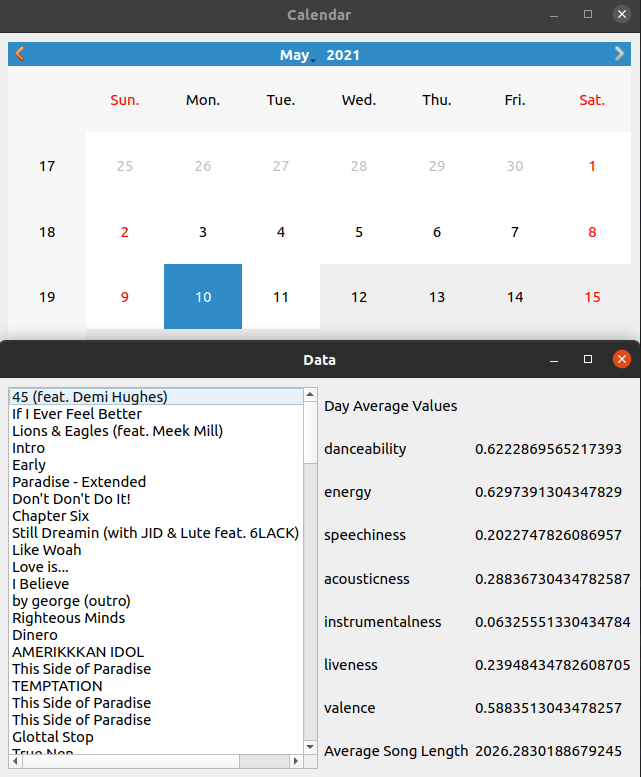 Calendar
May 2021
Sun. Mon. Tue. Wed. Thu. Fri. Sat.
17 25 26 27 28 29 30 1
18 2 3 4 5 6 7 8
19 9 10 11 12 13 14 15
Data
45 (feat. Demi Hughes)
If I Ever Feel Better
Lions & Eagles (feat. Meek Mill)
Intro
Early
Paradise - Extended
Don't Don't Do It!
Chapter Six
Still Dreamin (with JID & Lute feat. 6LACK)
Like Woah
Love is...
I Believe
by george (outro)
Righteous Minds
Dinero
AMERIKKKAN IDOL
This Side of Paradise
TEMPTATION
This Side of Paradise
This Side of Paradise
Glottal Stop
True Nen
Day Average Values
danceability 0.6222869565217393
energy 0.6297391304347829
speechiness 0.2022747826086957
acousticness 0.28836730434782587
instrumentalness 0.06325551330434784
liveness 0.23948434782608705
valence 0.5883513043478257
Average Song Length 2026.2830188679245